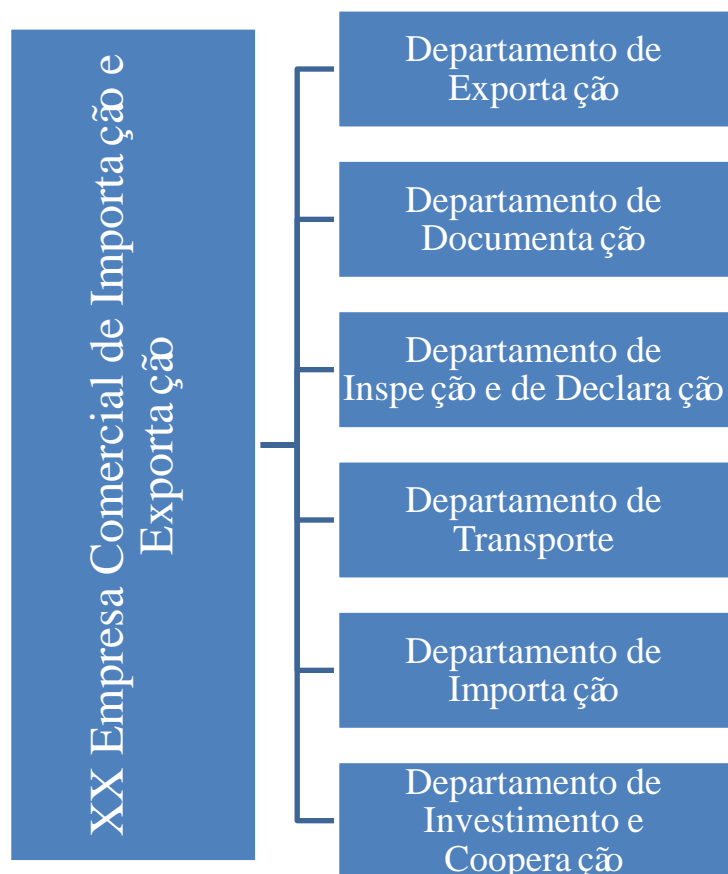 XX Empresa Comercial de Importação e
Exportação
Departamento de
Exportação
Departamento de
Documentação
Departamento de
Inspeção e de Declaração
Departamento de
Transporte
Departamento de
Importação
Departamento de
Investimento e
Cooperação